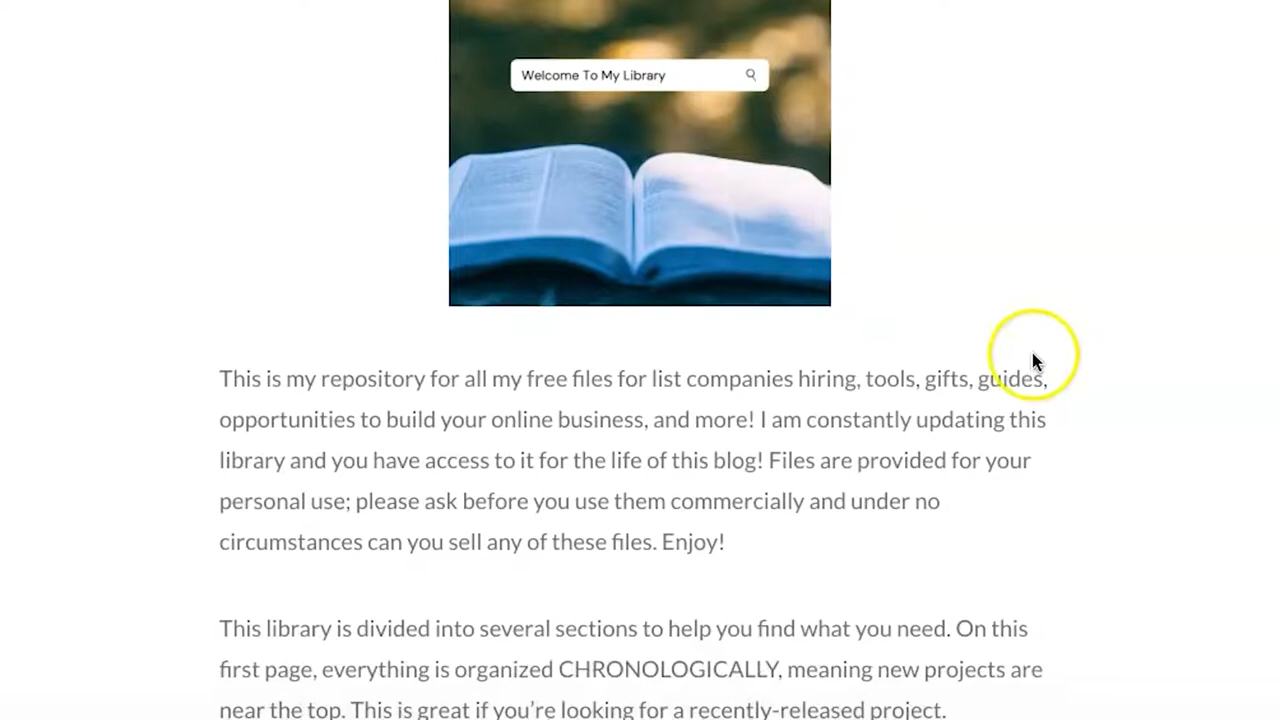 Welcome To My Library
This is my repository for all my free files for list companies hiring, tools, gifts, guides,
opportunities to build your online business, and more! I am constantly updating this
library and you have access to it for the life of this blog! Files are provided for your
personal use; please ask before you use them commercially and under no
circumstances can you sell any of these files. Enjoy!
This library is divided into several sections to help you find what you need. On this
first page, everything is organized CHRONOLOGICALLY, meaning new projects are
near the top. This is great if you’re looking for a recently-released project.